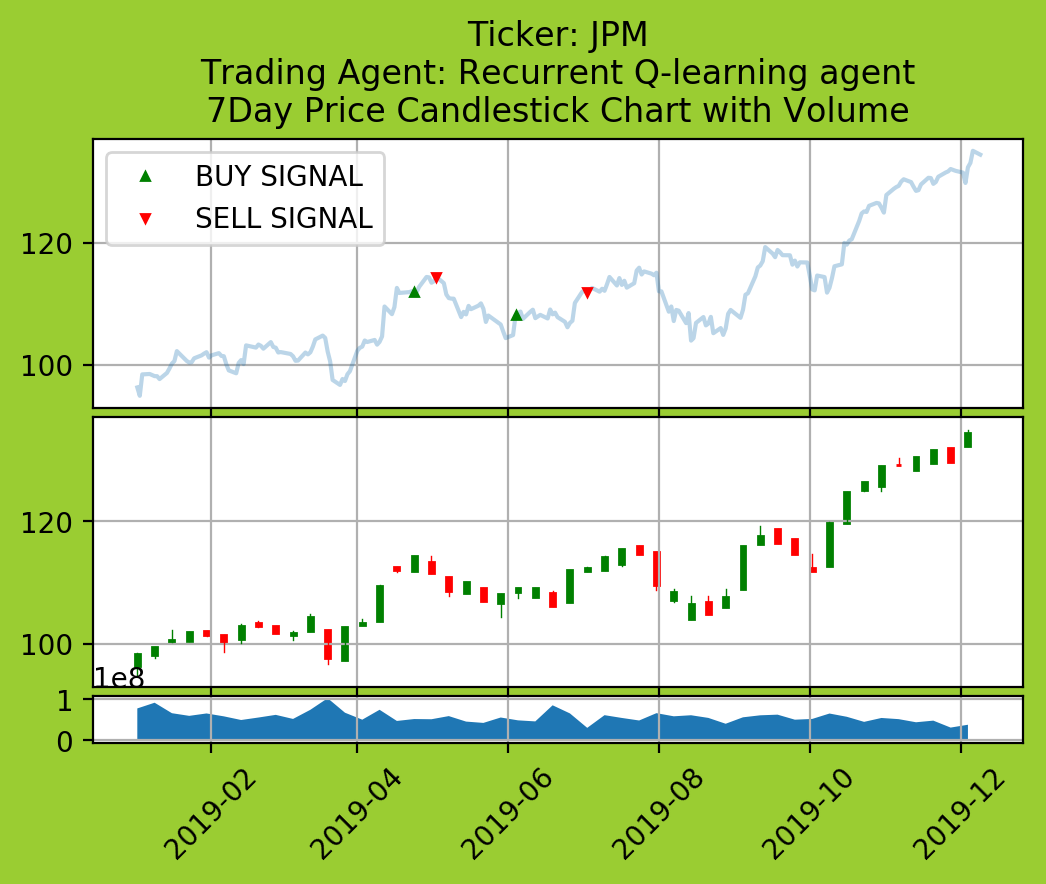 Ticker: JPM
Trading Agent: Recurrent Q-learning agent
7Day Price Candlestick Chart with Volume
BUY SIGNAL
SELL SIGNAL
120
100
120
100
1e8
1
0
2019-02
2019-04
2019-06
2019-08
2019-10
2019-12